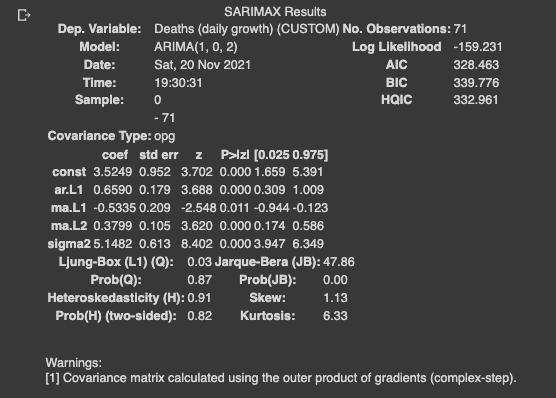 SARIMAX Results
Dep. Variable: Deaths (daily growth) (CUSTOM) No. Observations: 71
Model: ARIMA(1, 0, 2) Log Likelihood -159.231
Date: Sat, 20 Nov 2021 AIC 328.463
Time: 19:30:31 BIC 339.776
Sample: 0 HQIC 332.961
- 71
Covariance Type: opg
coef std err z P>|z| [0.025 0.975]
const 3.5249 0.952 3.702 0.000 1.659 5.391
ar.L1 0.6590 0.179 3.688 0.000 0.309 1.009
ma.L1 -0.5335 0.209 -2.548 0.011 -0.944 -0.123
ma.L2 0.3799 0.105 3.620 0.000 0.174 0.586
sigma2 5.1482 0.613 8.402 0.000 3.947 6.349
Ljung-Box (L1) (Q): 0.03 Jarque-Bera (JB): 47.86
Prob(Q): 0.87 Prob(JB): 0.00
Heteroskedasticity (H): 0.91 Skew: 1.13
Prob(H) (two-sided): 0.82 Kurtosis: 6.33
Warnings:
[1] Covariance matrix calculated using the outer product of gradients (complex-step).